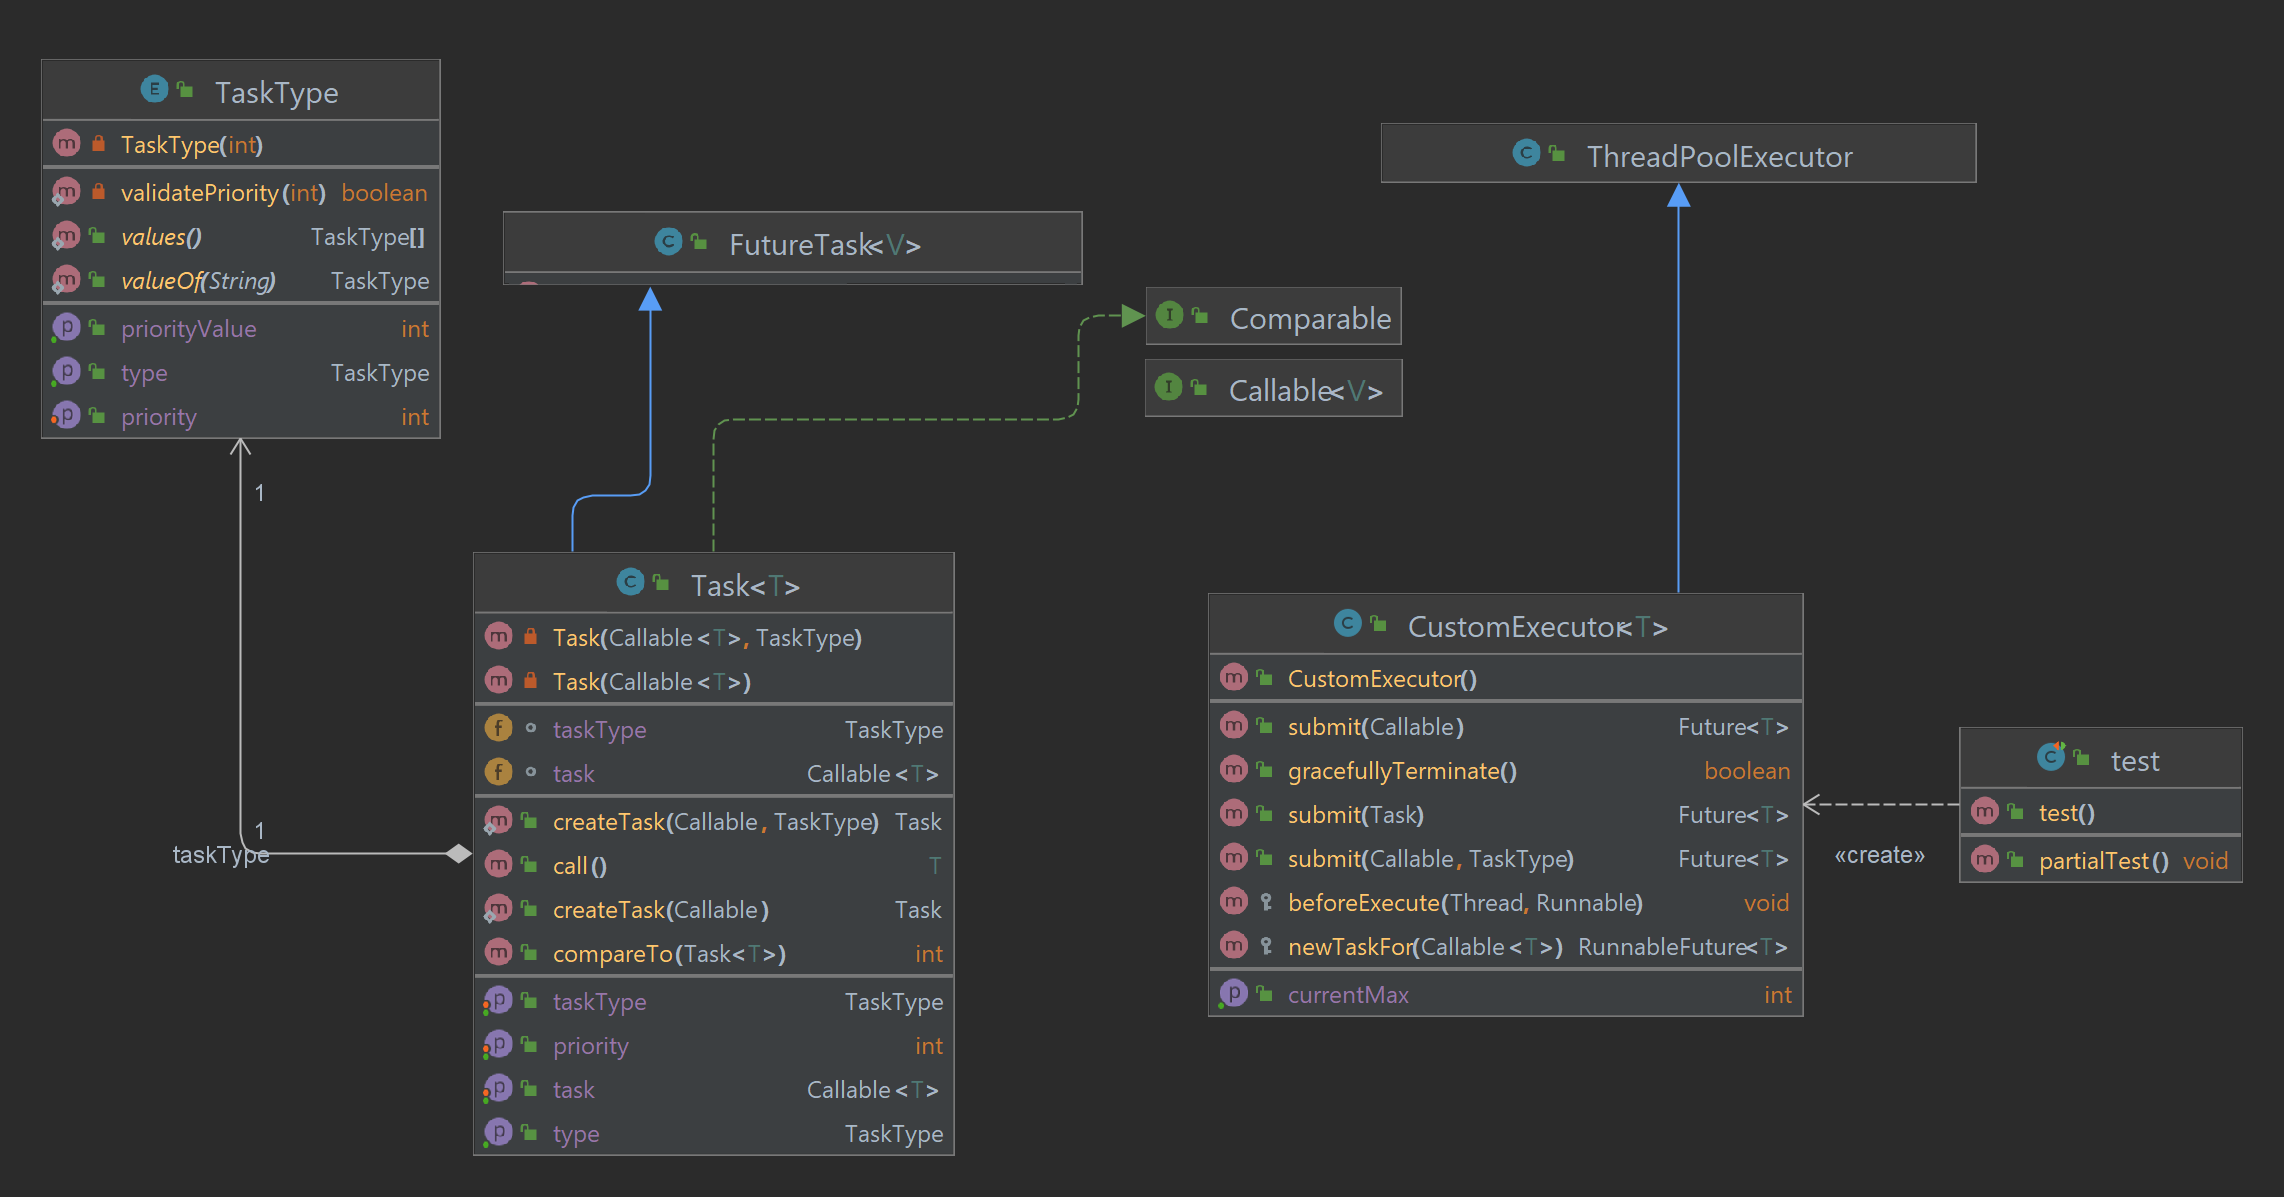 TaskType
TaskType(int)
validatePriority(int) boolean
values() TaskType[]
valueOf(String) TaskType
priorityValue int
type TaskType
priority int
FutureTask<V>
Comparable
Callable<V>
ThreadPoolExecutor
1
1
taskType
Task<T>
Task(Callable<T>, TaskType)
Task(Callable<T>)
taskType TaskType
task Callable<T>
createTask(Callable, TaskType) Task
call() T
createTask(Callable) Task
compareTo(Task<T>) int
taskType TaskType
priority int
task Callable<T>
type TaskType
CustomExecutor<T>
CustomExecutor()
submit(Callable) Future<T>
gracefullyTerminate() boolean
submit(Task) Future<T>
submit(Callable, TaskType) Future<T>
beforeExecute(Thread, Runnable) void
newTaskFor(Callable<T>) RunnableFuture<T>
currentMax int
«create»
test
test()
partialTest() void